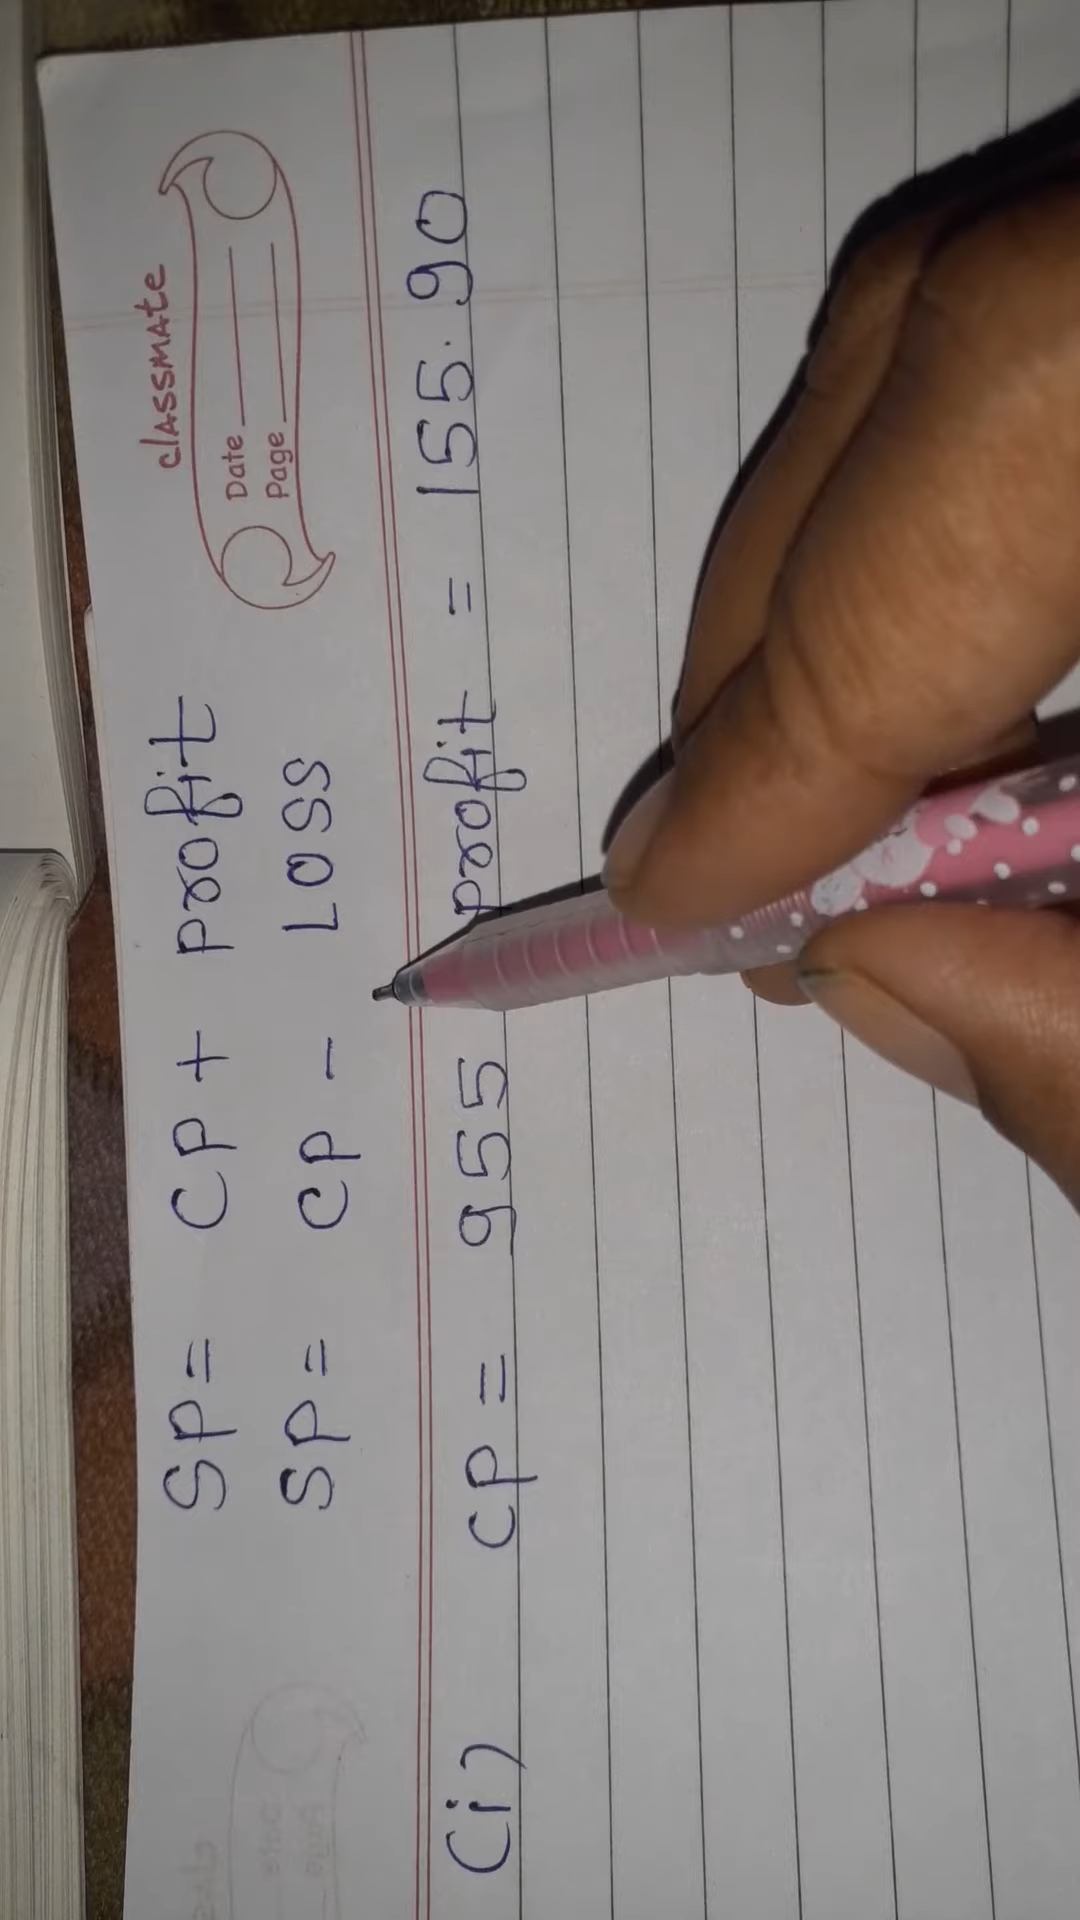 classmate
Date
Page
SP = CP + Profit
SP = CP - LOSS
(i) CP = 955 Profit = 155.90